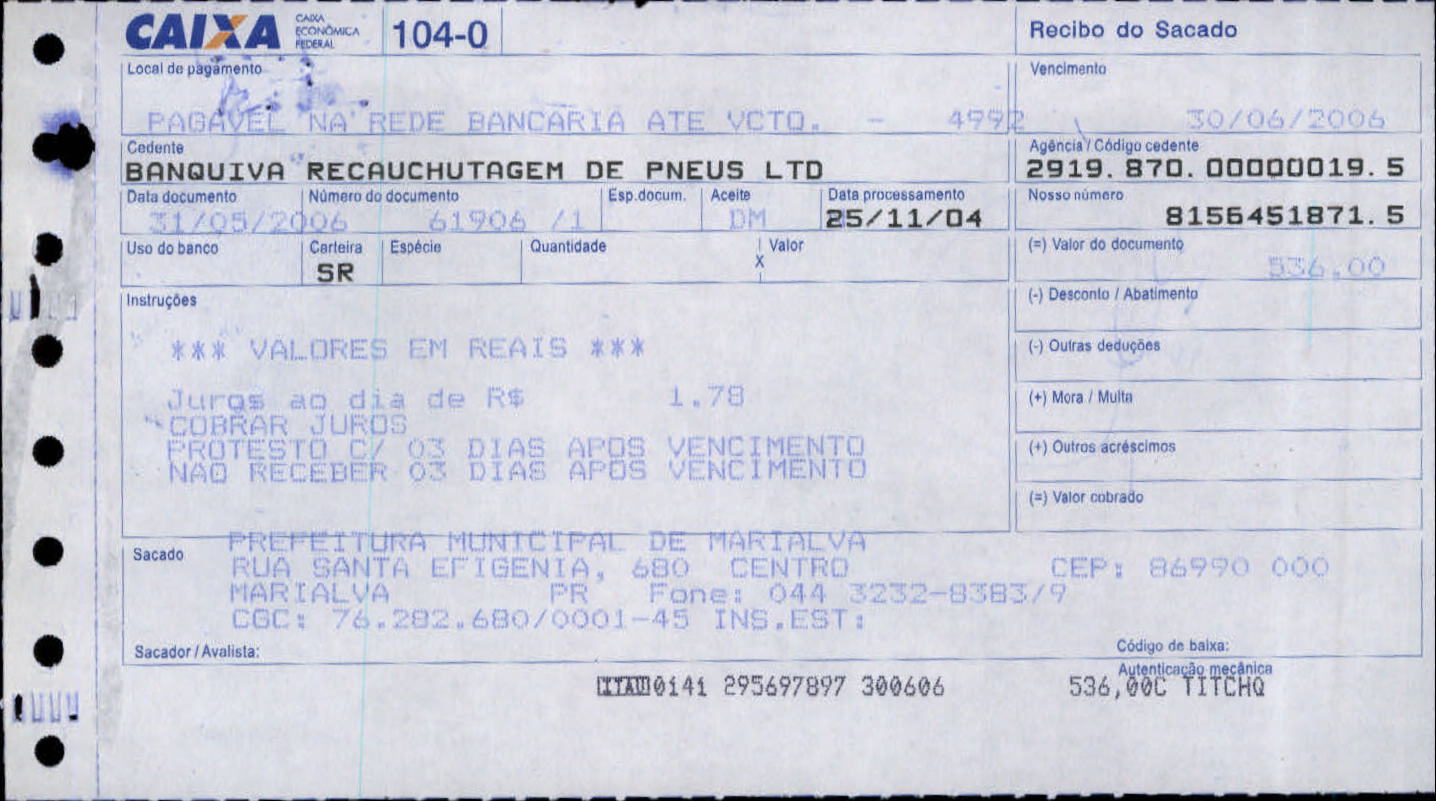 CAIXA CAIXA ECONÔMICA FEDERAL 104-0 Recibo do Sacado
Local de pagamento Vencimento
PAGAVEL NA REDE BANCARIA ATE VCTO. - 4992 30/06/2006
Cedente Agência / Código cedente
BANQUIVA RECAUCHUTAGEM DE PNEUS LTD 2919. 870. 00000019. 5
Data documento Número do documento Esp.docum. Aceite Data processamento Nosso número
31/05/2006 61906 /1 DM 25/11/04 8156451871. 5
Uso do banco Carteira Espécie Quantidade Valor (=) Valor do documento
SR X 536.00
Instruções (-) Desconto / Abatimento
*** VALORES EM REAIS *** (-) Outras deduções
Juros ao dia de R$ 1.78 (+) Mora / Multa
COBRAR JUROS
PROTESTO C/ 03 DIAS APOS VENCIMENTO (+) Outros acréscimos
NAO RECEBER 03 DIAS APOS VENCIMENTO
(=) Valor cobrado
PREFEITURA MUNICIPAL DE MARIALVA
Sacado RUA SANTA EFIGENIA, 680 CENTRO CEP: 86990 000
MARIALVA PR Fone: 044 3232-8383/9
CGC: 76.282.680/0001-45 INS.EST:
Sacador / Avalista: Código de baixa:
Autenticação mecânica
0141 295697897 300606 536,00C TITCHQ